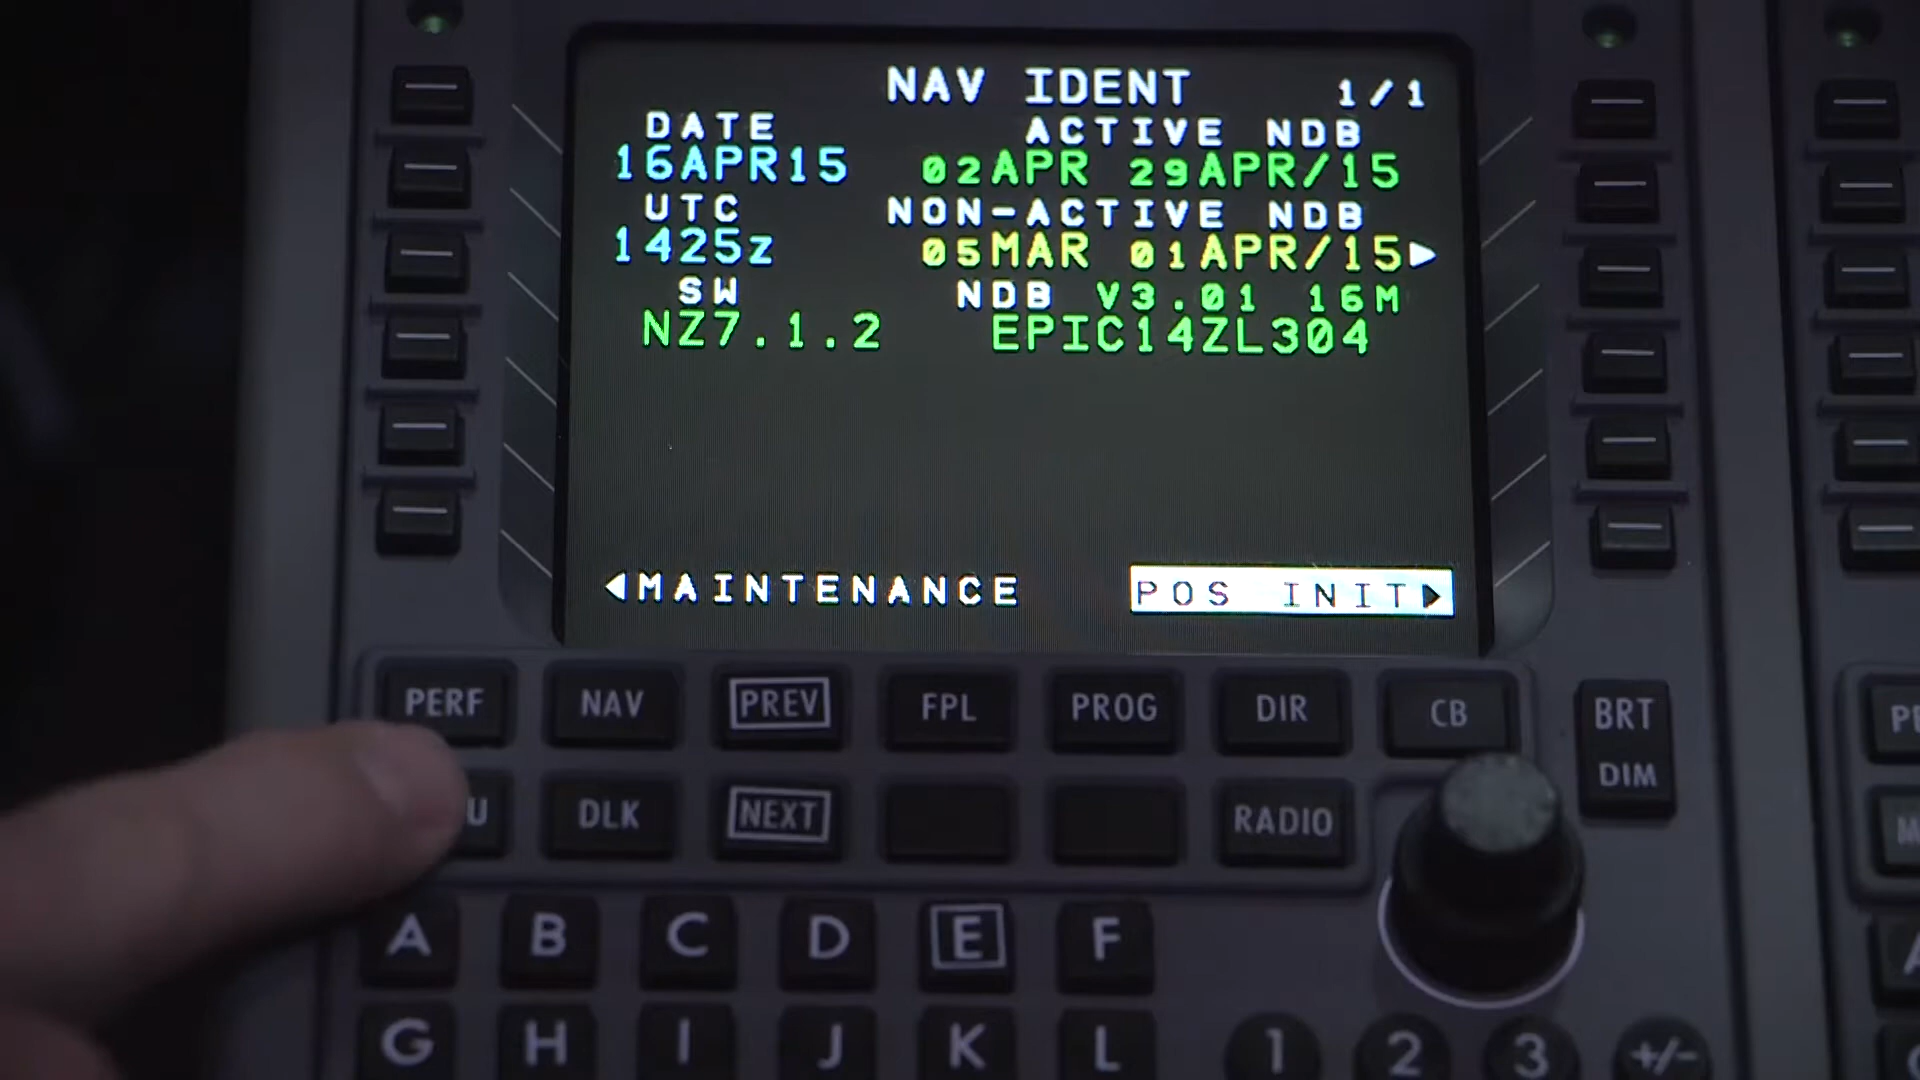 NAV IDENT 1/1
DATE ACTIVE NDB
16APR15 02APR 29APR/15
UTC NON-ACTIVE NDB
1425z 05MAR 01APR/15
SW NDB V3.01 16M
NZ7.1.2 EPIC14ZL304
MAINTENANCE POS INIT
PERF NAV PREV FPL PROG DIR CB BRT
DIM
DLK NEXT RADIO
A B C D E F
G H I J K L 1 2 3 +/-